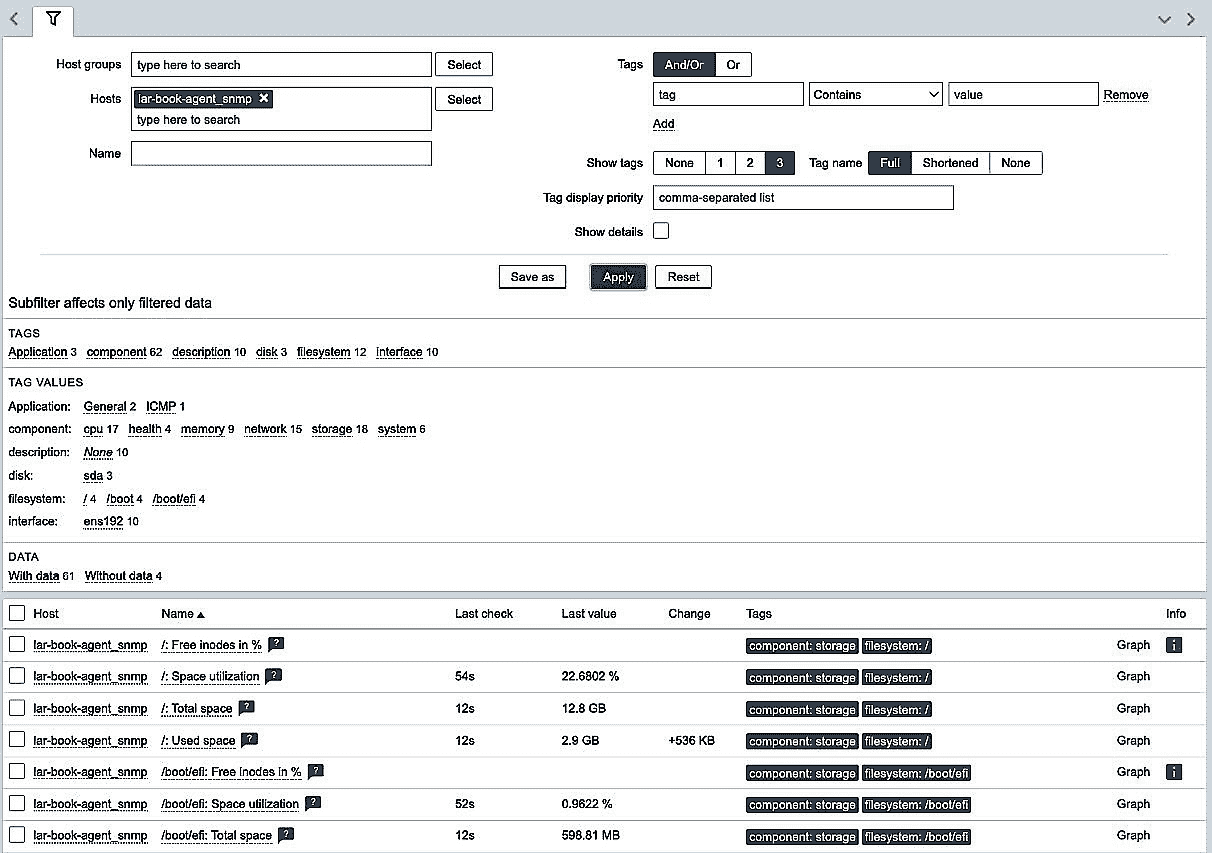 Host groups type here to search Select
Hosts lar-book-agent_snmp ✕ Select
type here to search
Name
Tags And/Or Or
tag Contains value Remove
Add
Show tags None 1 2 3 Tag name Full Shortened None
Tag display priority comma-separated list
Show details
Save as Apply Reset
Subfilter affects only filtered data
TAGS
Application 3 component 62 description 10 disk 3 filesystem 12 interface 10
TAG VALUES
Application: General 2 ICMP 1
component: cpu 17 health 4 memory 9 network 15 storage 18 system 6
description: None 10
disk: sda 3
filesystem: / 4 /boot 4 /boot/efi 4
interface: ens192 10
DATA
With data 61 Without data 4
Host Name ▲ Last check Last value Change Tags Info
lar-book-agent_snmp /: Free inodes in % ? component: storage filesystem: / Graph i
lar-book-agent_snmp /: Space utilization ? 54s 22.6802 % component: storage filesystem: / Graph
lar-book-agent_snmp /: Total space ? 12s 12.8 GB component: storage filesystem: / Graph
lar-book-agent_snmp /: Used space ? 12s 2.9 GB +536 KB component: storage filesystem: / Graph
lar-book-agent_snmp /boot/efi: Free inodes in % ? component: storage filesystem: /boot/efi Graph i
lar-book-agent_snmp /boot/efi: Space utilization ? 52s 0.9622 % component: storage filesystem: /boot/efi Graph
lar-book-agent_snmp /boot/efi: Total space ? 12s 598.81 MB component: storage filesystem: /boot/efi Graph